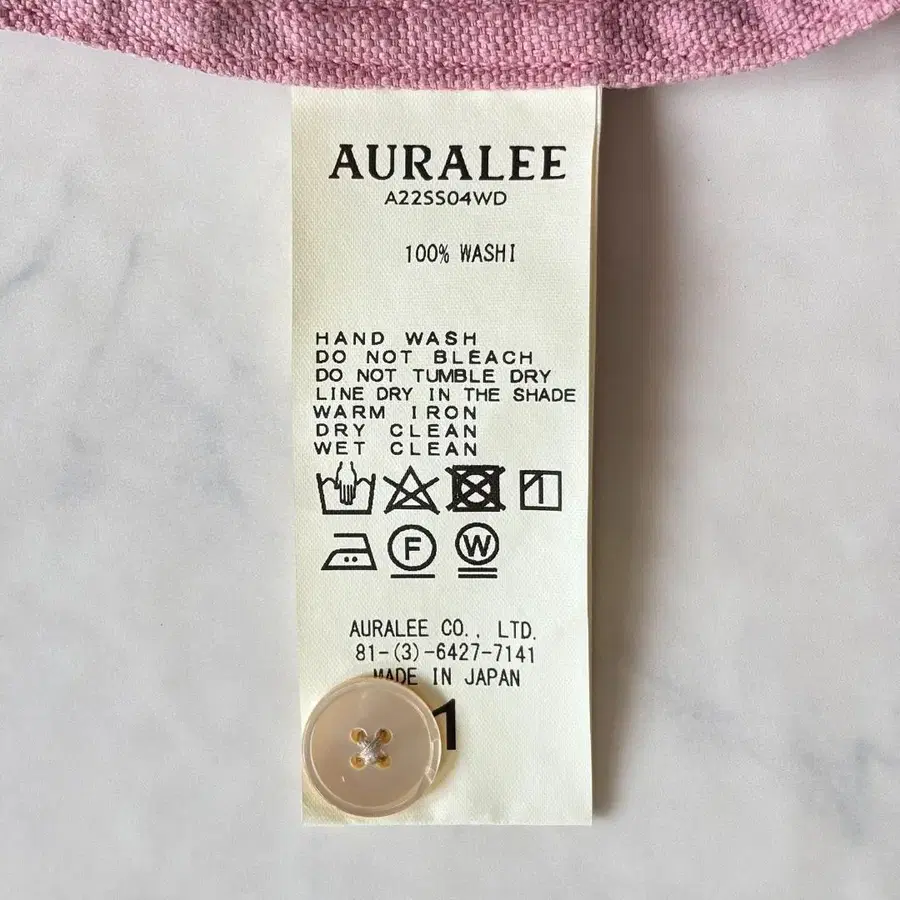 AURALEE
A22SS04WD
100% WASHI
HAND WASH
DO NOT BLEACH
DO NOT TUMBLE DRY
LINE DRY IN THE SHADE
WARM IRON
DRY CLEAN
WET CLEAN
F W
AURALEE CO., LTD.
81-(3)-6427-7141
MADE IN JAPAN
1